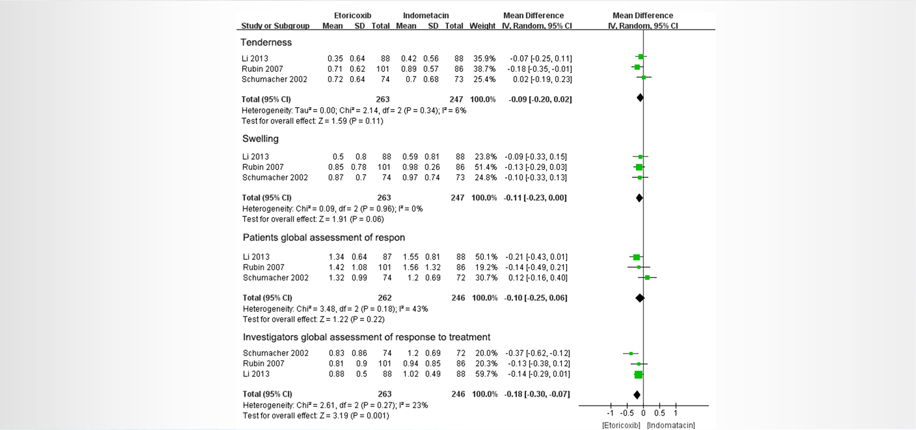 Etoricoxib Indometacin Mean Difference Mean Difference
Study or Subgroup Mean SD Total Mean SD Total Weight IV, Random, 95% CI IV, Random, 95% CI
Tenderness
Li 2013 0.35 0.64 88 0.42 0.56 88 35.9% -0.07 (-0.25, 0.11)
Rubin 2007 0.71 0.62 101 0.89 0.57 86 38.7% -0.18 (-0.35, -0.01)
Schumacher 2002 0.72 0.64 74 0.7 0.68 73 25.4% 0.02 (-0.19, 0.23)
Total (95% CI) 263 247 100.0% -0.09 (-0.20, 0.02)
Heterogeneity: Tau² = 0.00; Chi² = 2.14, df = 2 (P = 0.34); I² = 6%
Test for overall effect: Z = 1.59 (P = 0.11)
Swelling
Li 2013 0.5 0.8 88 0.59 0.81 88 23.8% -0.09 (-0.33, 0.15)
Rubin 2007 0.85 0.78 101 0.98 0.26 86 51.4% -0.13 (-0.29, 0.03)
Schumacher 2002 0.87 0.7 74 0.97 0.74 73 24.8% -0.10 (-0.33, 0.13)
Total (95% CI) 263 247 100.0% -0.11 (-0.23, 0.00)
Heterogeneity: Chi² = 0.09, df = 2 (P = 0.96); I² = 0%
Test for overall effect: Z = 1.91 (P = 0.06)
Patients global assessment of respon
Li 2013 1.34 0.64 87 1.55 0.81 88 50.1% -0.21 (-0.43, 0.01)
Rubin 2007 1.42 1.08 101 1.56 1.32 86 19.2% -0.14 (-0.49, 0.21)
Schumacher 2002 1.32 0.99 74 1.2 0.69 72 30.7% 0.12 (-0.16, 0.40)
Total (95% CI) 262 246 100.0% -0.10 (-0.25, 0.06)
Heterogeneity: Chi² = 3.48, df = 2 (P = 0.18); I² = 43%
Test for overall effect: Z = 1.22 (P = 0.22)
Investigators global assessment of response to treatment
Schumacher 2002 0.83 0.86 74 1.2 0.69 72 20.0% -0.37 (-0.62, -0.12)
Rubin 2007 0.81 0.9 101 0.94 0.85 86 20.3% -0.13 (-0.38, 0.12)
Li 2013 0.88 0.5 88 1.02 0.49 88 59.7% -0.14 (-0.29, 0.01)
Total (95% CI) 263 246 100.0% -0.18 (-0.30, -0.07)
Heterogeneity: Chi² = 2.61, df = 2 (P = 0.27); I² = 23%
Test for overall effect: Z = 3.19 (P = 0.001)
-1 -0.5 0 0.5 1
[Etoricoxib] [Indomatacin]